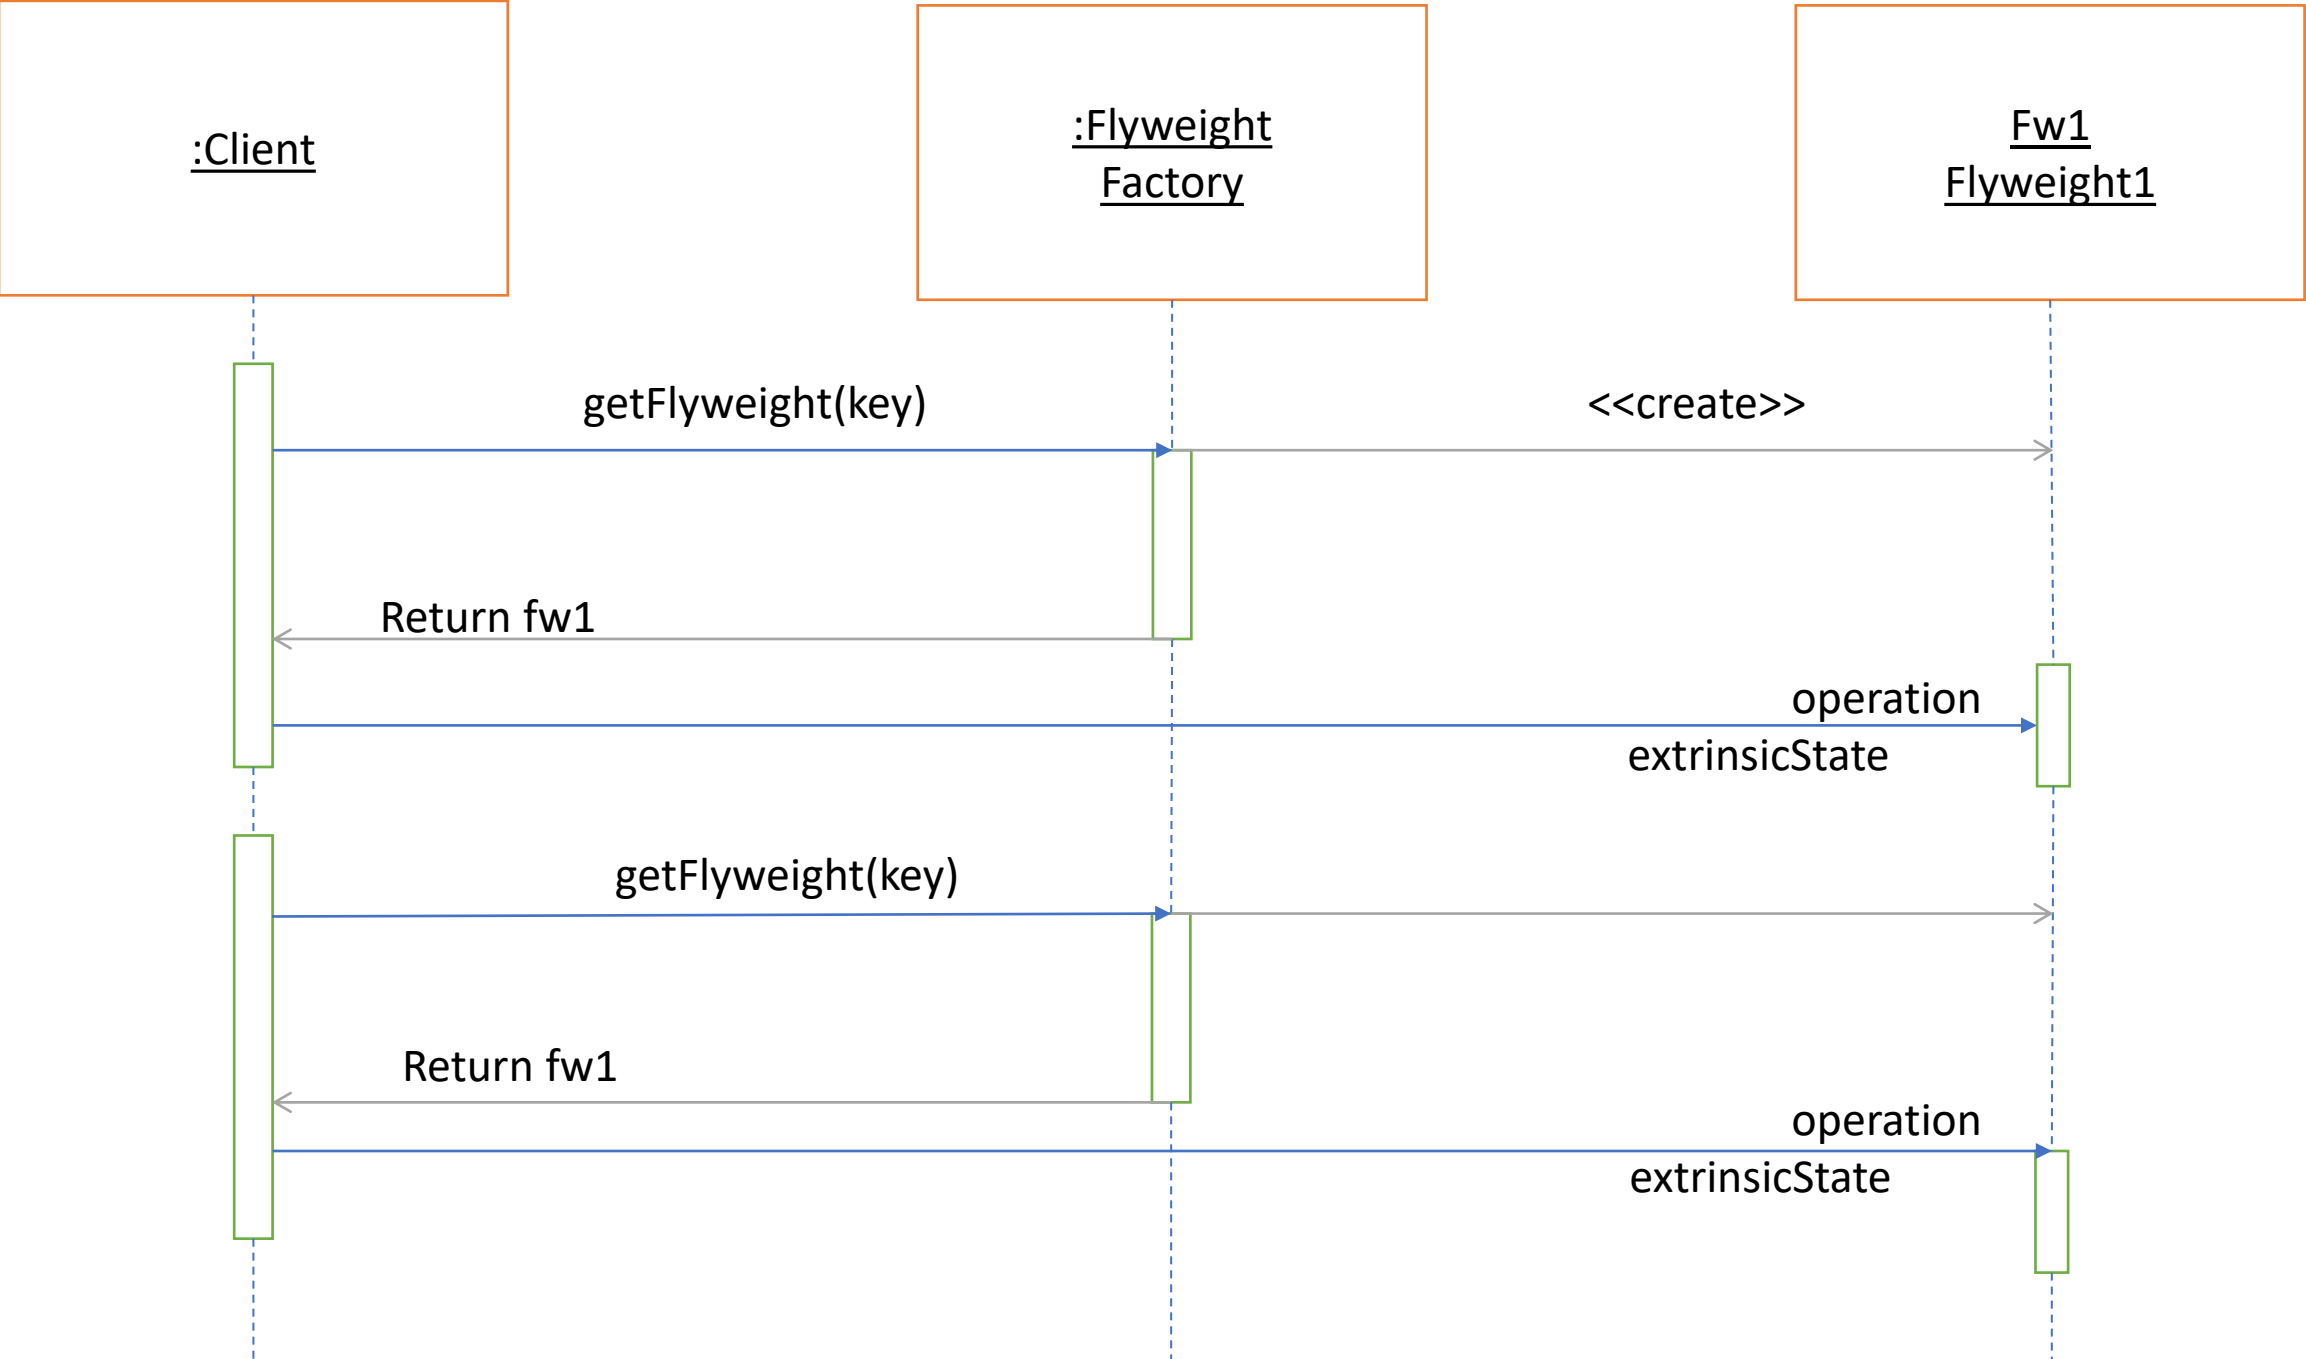 :Client
:Flyweight
Factory
Fw1
Flyweight1
getFlyweight(key)
<<create>>
Return fw1
operation
extrinsicState
getFlyweight(key)
Return fw1
operation
extrinsicState